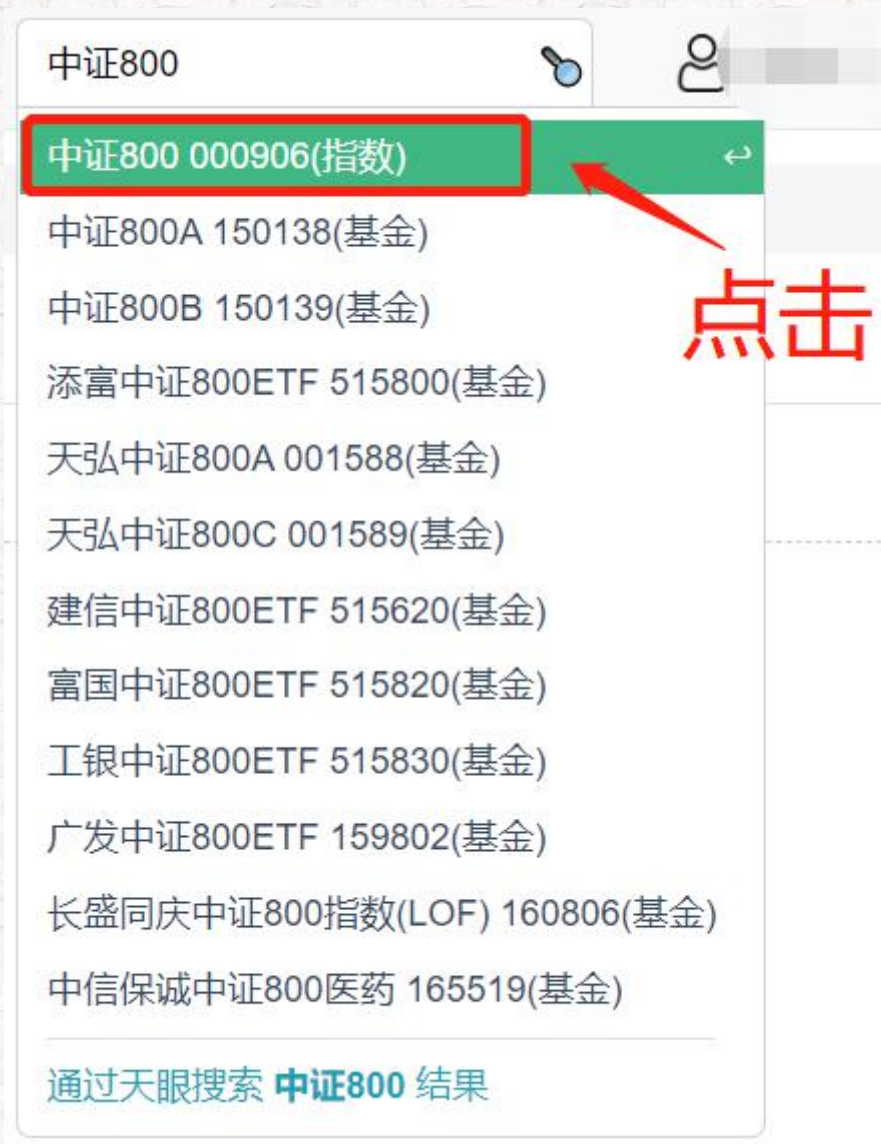 中证800
中证800 000906(指数)
中证800A 150138(基金)
中证800B 150139(基金)
点击
添富中证800ETF 515800(基金)
天弘中证800A 001588(基金)
天弘中证800C 001589(基金)
建信中证800ETF 515620(基金)
富国中证800ETF 515820(基金)
工银中证800ETF 515830(基金)
广发中证800ETF 159802(基金)
长盛同庆中证800指数(LOF) 160806(基金)
中信保诚中证800医药 165519(基金)
通过天眼搜索 中证800 结果